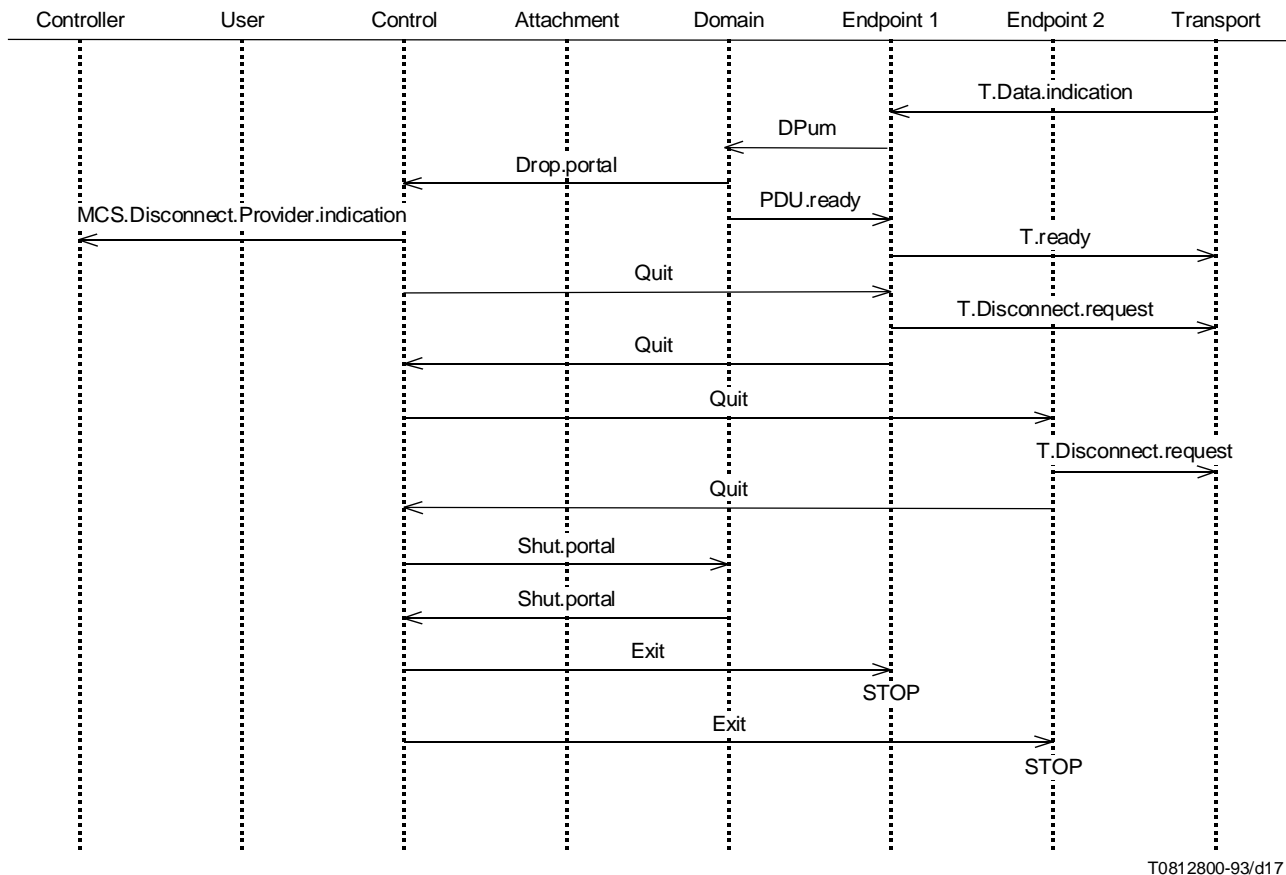 Controller User Control Attachment Domain Endpoint 1 Endpoint 2 Transport
T.Data.indication
DPum
Drop.portal
PDU.ready
MCS.Disconnect.Provider.indication
T.ready
Quit
T.Disconnect.request
Quit
Quit
T.Disconnect.request
Quit
Shut.portal
Shut.portal
Exit
STOP
Exit
STOP
T0812800-93/d17